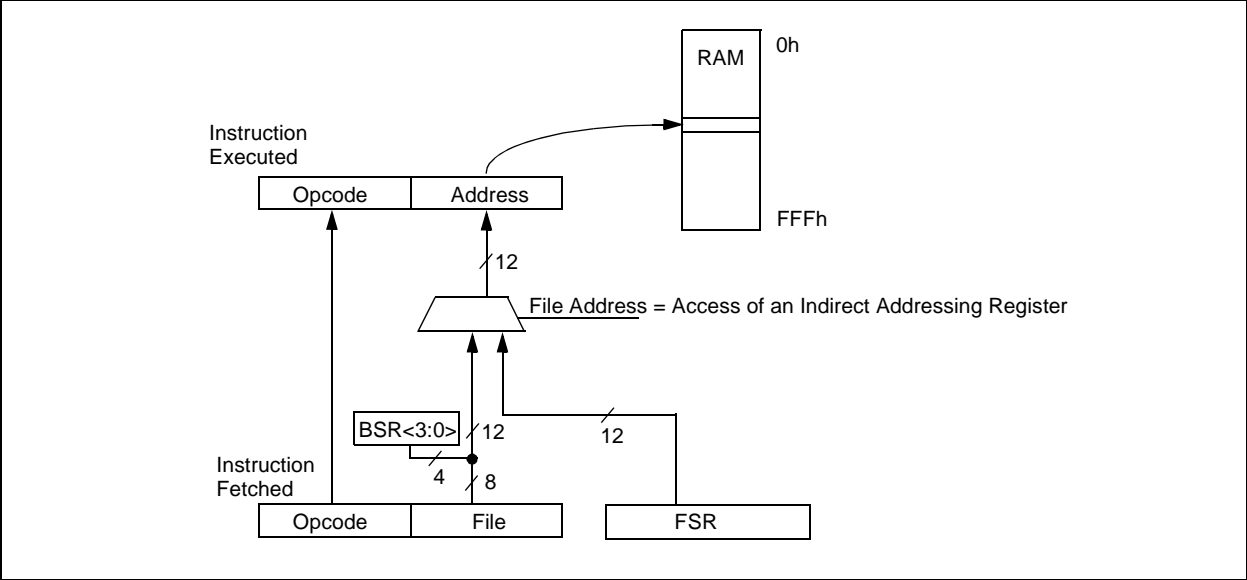 RAM
0h
Instruction
Executed
Opcode
Address
FFFh
12
File Address = Access of an Indirect Addressing Register
BSR<3:0>
12
12
4
8
Instruction
Fetched
Opcode
File
FSR